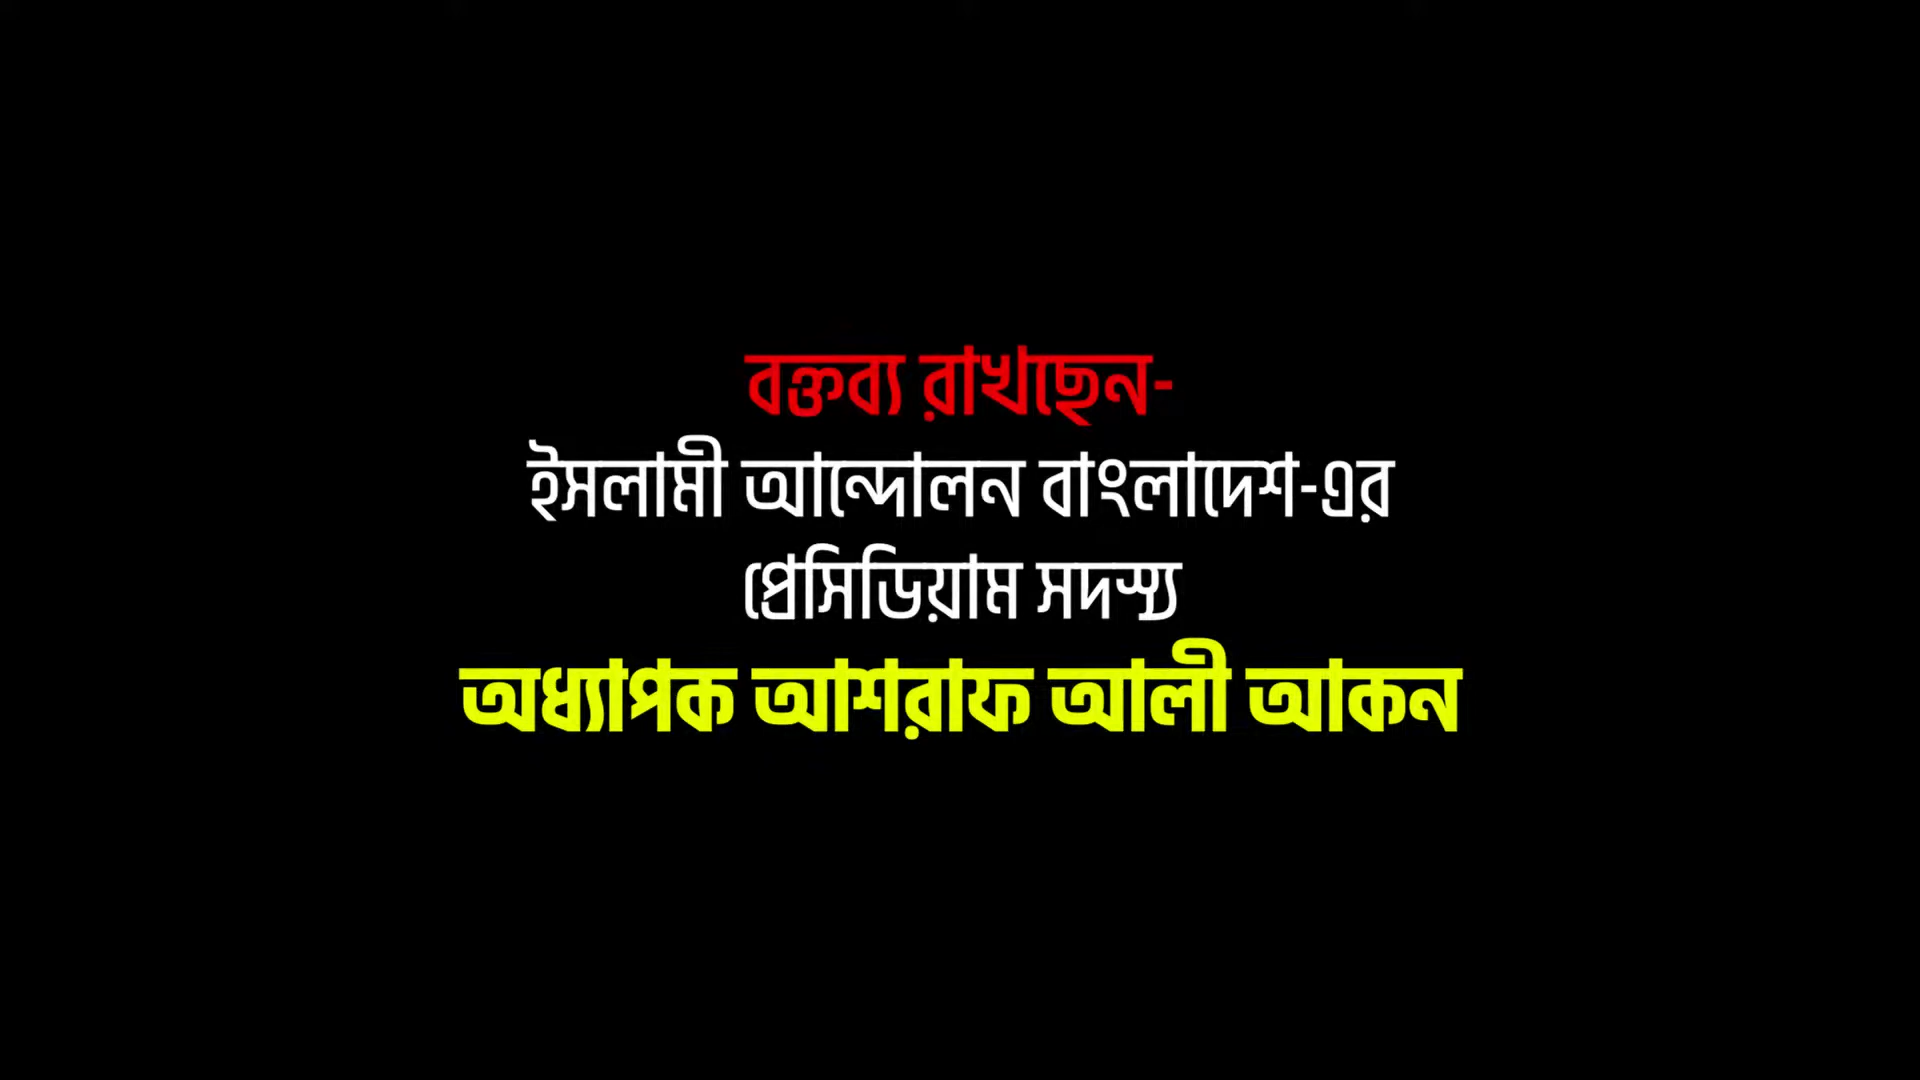 বক্তব্য রাখছেন-
ইসলামী আন্দোলন বাংলাদেশ-এর
প্রেসিডিয়াম সদস্য
অধ্যাপক আশরাফ আলী আকন